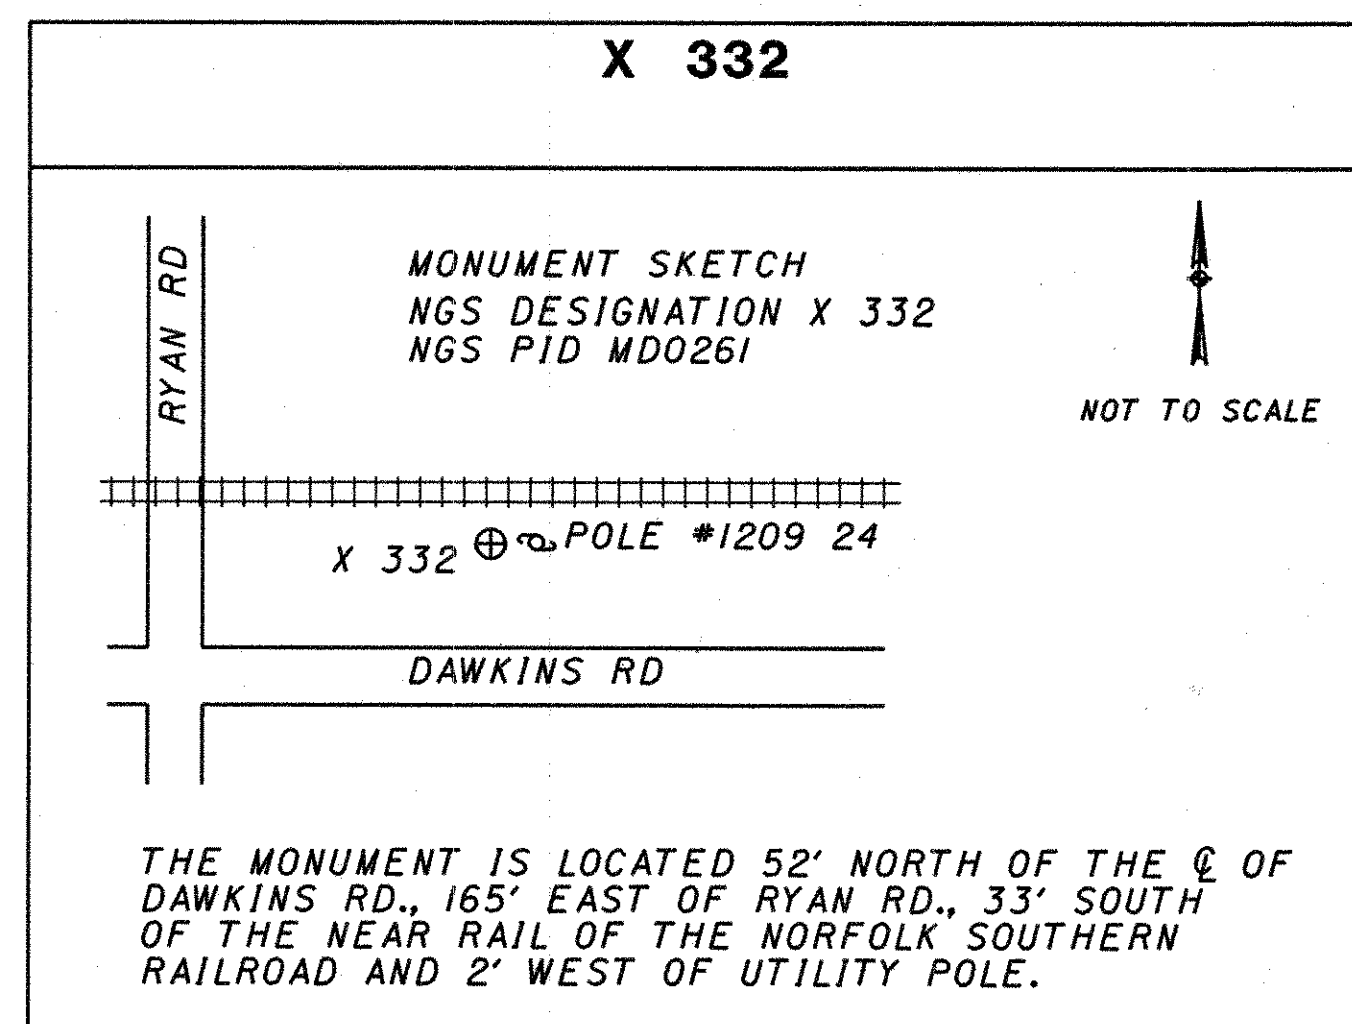 X 332
RYAN RD
MONUMENT SKETCH
NGS DESIGNATION X 332
NGS PID MD0261
NOT TO SCALE
X 332
POLE #1209 24
DAWKINS RD
THE MONUMENT IS LOCATED 52' NORTH OF THE ℄ OF
DAWKINS RD., 165' EAST OF RYAN RD., 33' SOUTH
OF THE NEAR RAIL OF THE NORFOLK SOUTHERN
RAILROAD AND 2' WEST OF UTILITY POLE.